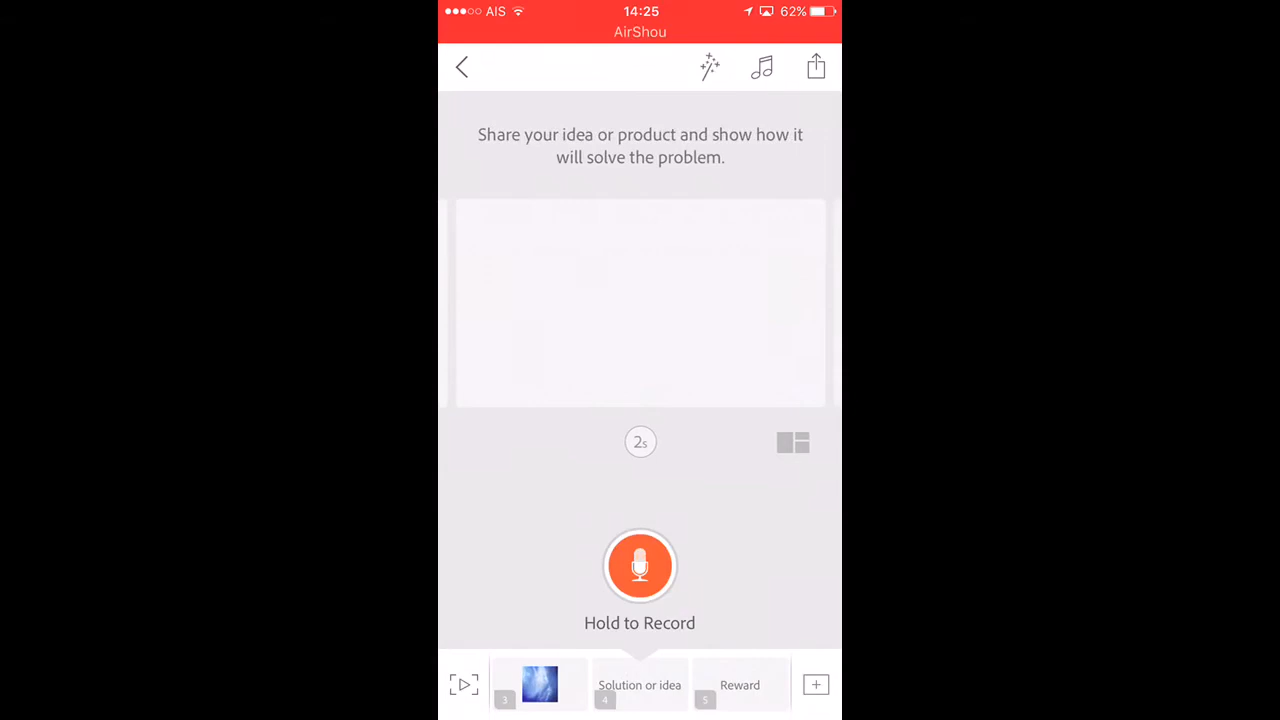 AIS 14:25 62%
AirShou
Share your idea or product and show how it
will solve the problem.
2s
Hold to Record
Solution or idea
Reward
3
4
5